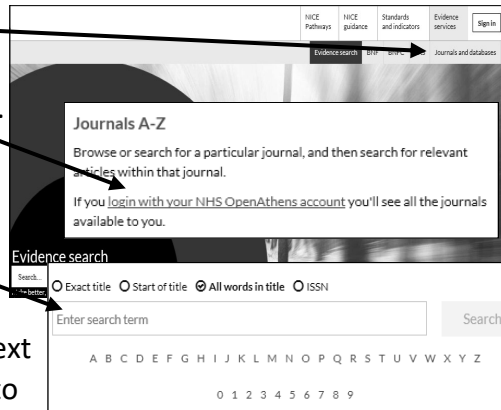 NICE Pathways
NICE guidance
Standards and indicators
Evidence services
Sign in
Evidence search BNF BNFC CKS Journals and databases
Journals A-Z
Browse or search for a particular journal, and then search for relevant
articles within that journal.
If you login with your NHS OpenAthens account you'll see all the journals
available to you.
Evidence search
Search...
Exact title Start of title All words in title ISSN
Enter search term
Search
A B C D E F G H I J K L M N O P Q R S T U V W X Y Z
ext
to
0 1 2 3 4 5 6 7 8 9